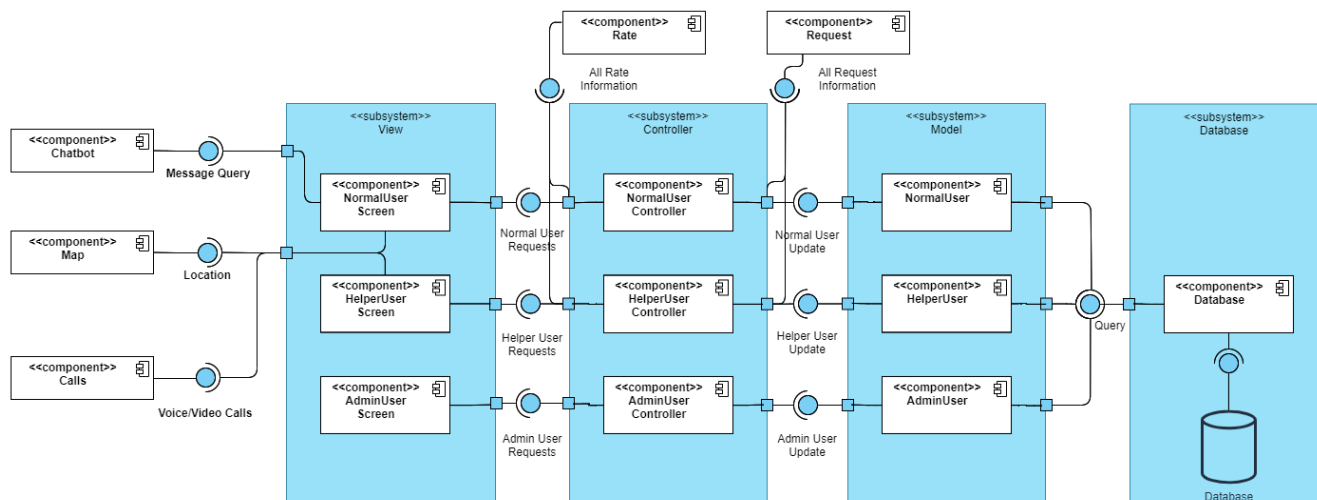 <<component>>
Rate
<<component>>
Request
All Rate
Information
All Request
Information
<<subsystem>>
View
<<subsystem>>
Controller
<<subsystem>>
Model
<<subsystem>>
Database
<<component>>
Chatbot
Message Query
<<component>>
NormalUser
Screen
Normal User
Requests
<<component>>
NormalUser
Controller
Normal User
Update
<<component>>
NormalUser
<<component>>
Map
Location
<<component>>
HelperUser
Screen
Helper User
Requests
<<component>>
HelperUser
Controller
Helper User
Update
<<component>>
HelperUser
Query
<<component>>
Database
<<component>>
Calls
Voice/Video Calls
<<component>>
AdminUser
Screen
Admin User
Requests
<<component>>
AdminUser
Controller
Admin User
Update
<<component>>
AdminUser
Database